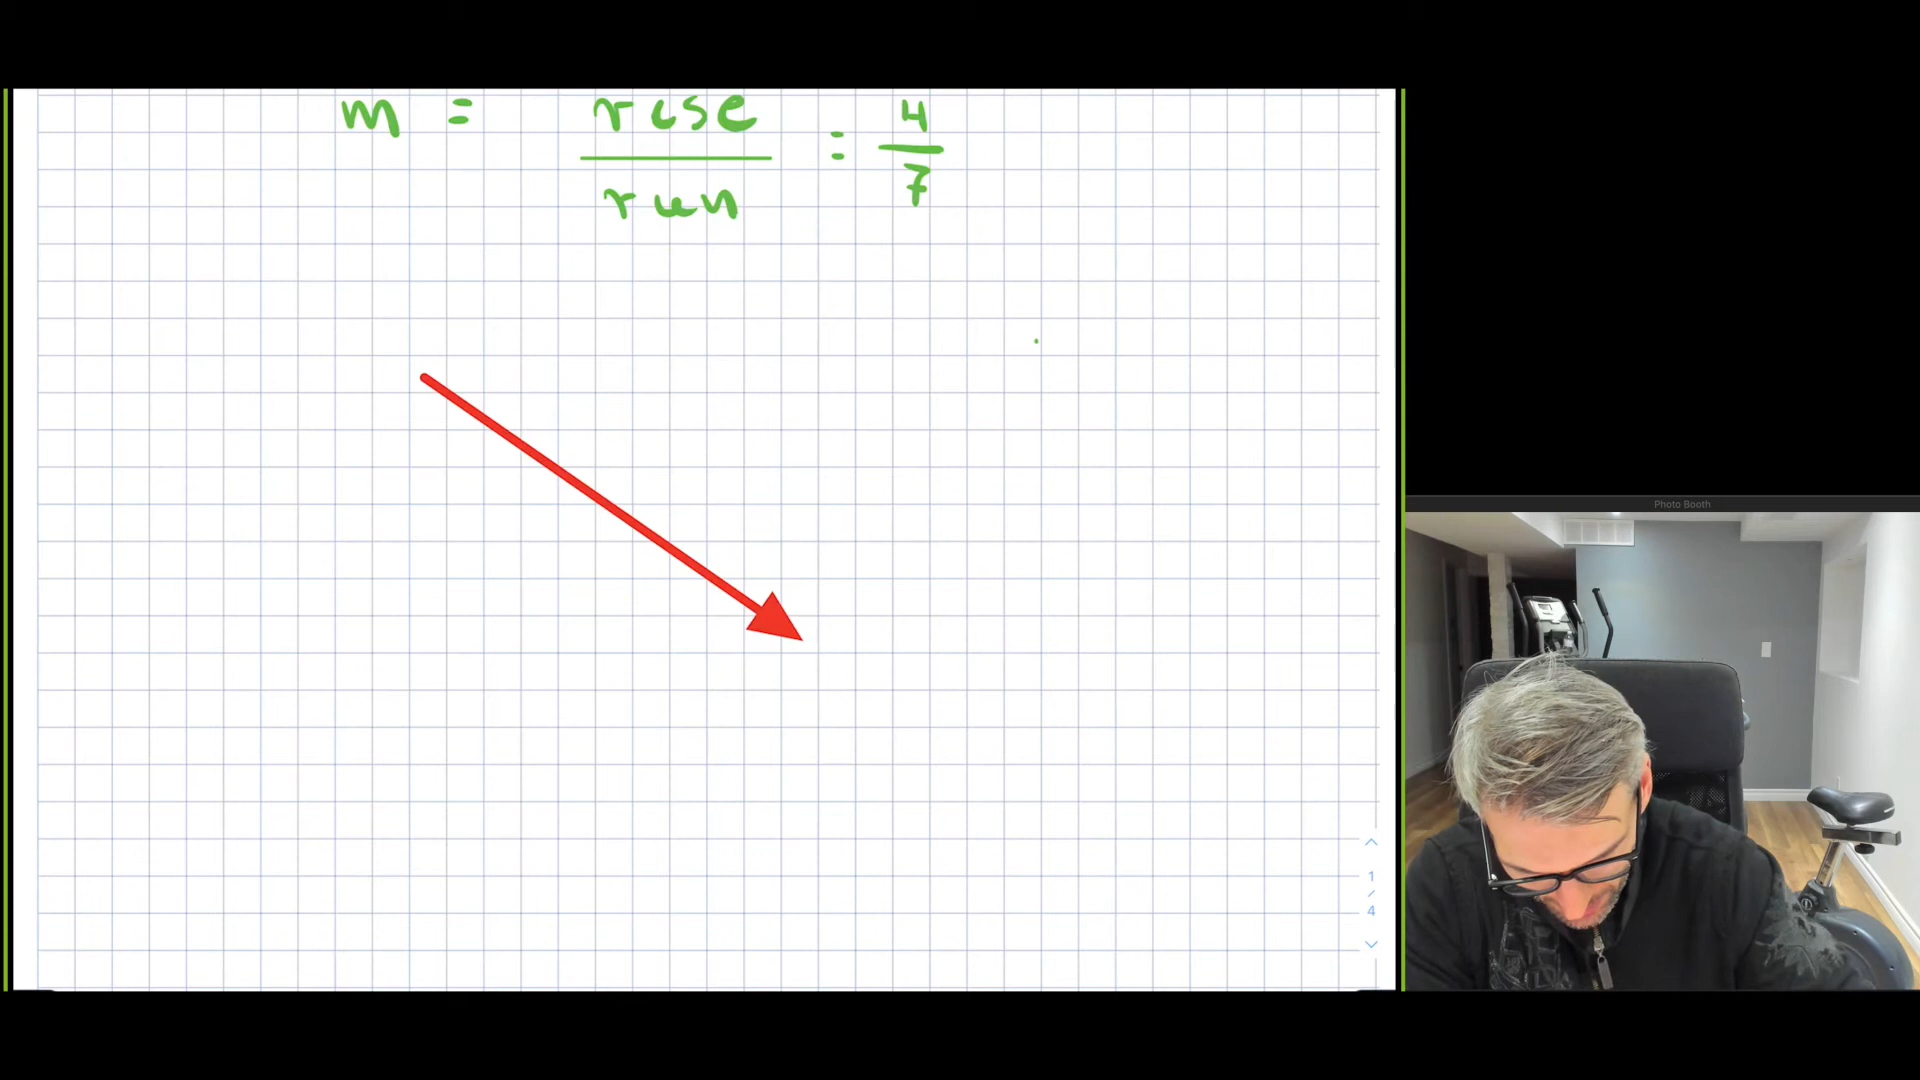 m = rise = 4
run 7
Photo Booth
1
/
4